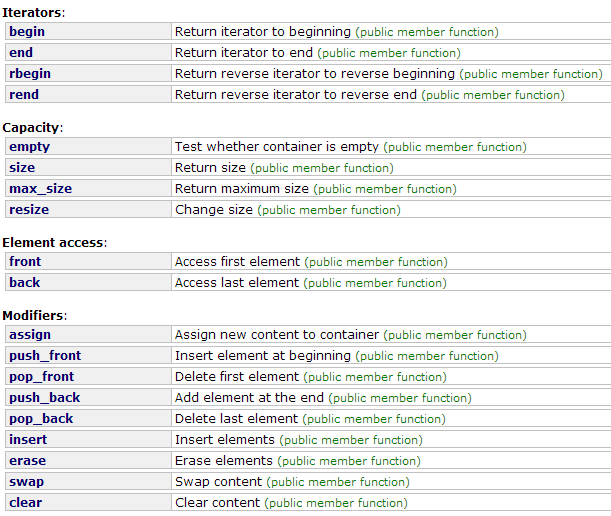 Iterators:
begin Return iterator to beginning (public member function)
end Return iterator to end (public member function)
rbegin Return reverse iterator to reverse beginning (public member function)
rend Return reverse iterator to reverse end (public member function)
Capacity:
empty Test whether container is empty (public member function)
size Return size (public member function)
max_size Return maximum size (public member function)
resize Change size (public member function)
Element access:
front Access first element (public member function)
back Access last element (public member function)
Modifiers:
assign Assign new content to container (public member function)
push_front Insert element at beginning (public member function)
pop_front Delete first element (public member function)
push_back Add element at the end (public member function)
pop_back Delete last element (public member function)
insert Insert elements (public member function)
erase Erase elements (public member function)
swap Swap content (public member function)
clear Clear content (public member function)